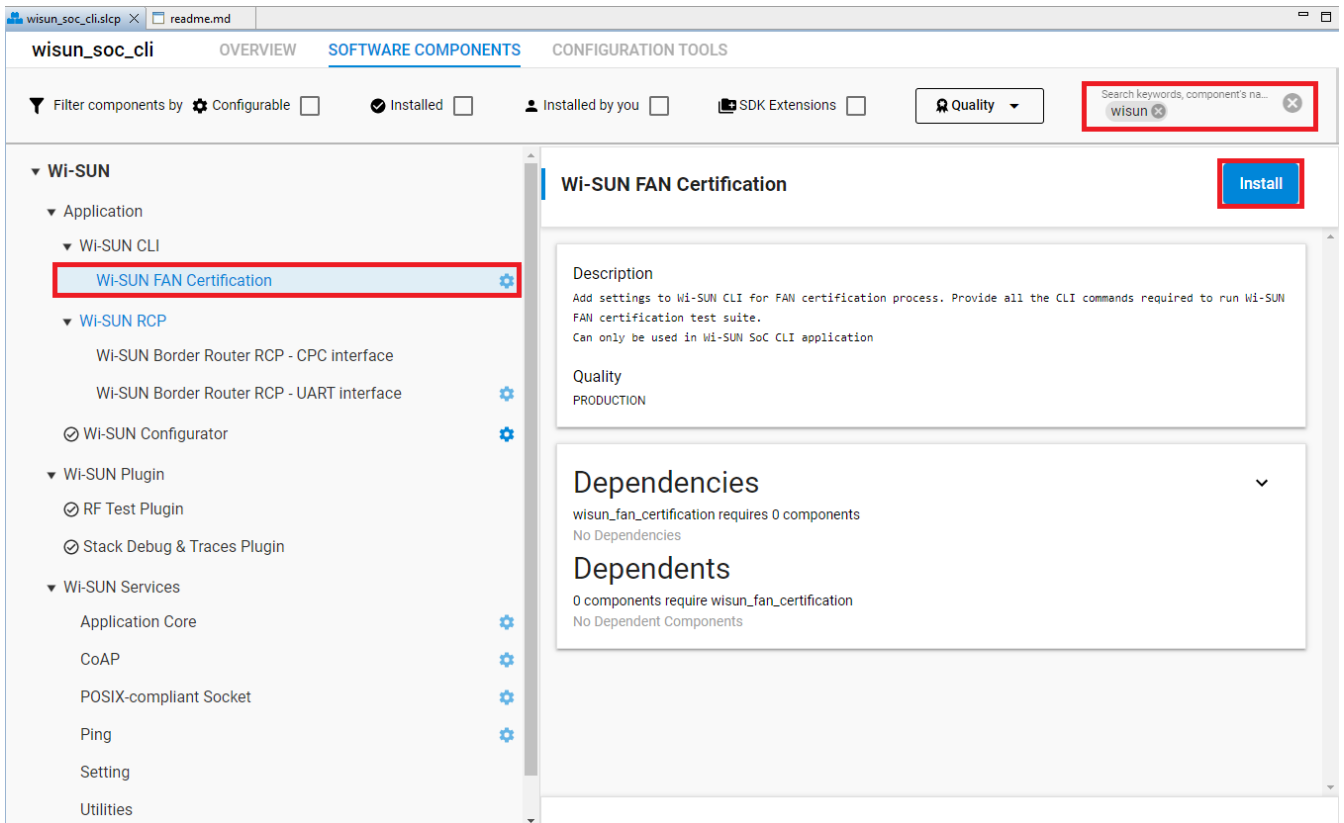 wisun_soc_cli.slcp
readme.md
wisun_soc_cli
OVERVIEW
SOFTWARE COMPONENTS
CONFIGURATION TOOLS
Filter components by
Configurable
Installed
Installed by you
SDK Extensions
Quality
Search keywords, component's na...
wisun
Wi-SUN
Application
Wi-SUN CLI
Wi-SUN FAN Certification
Wi-SUN RCP
Wi-SUN Border Router RCP - CPC interface
Wi-SUN Border Router RCP - UART interface
Wi-SUN Configurator
Wi-SUN Plugin
RF Test Plugin
Stack Debug & Traces Plugin
Wi-SUN Services
Application Core
CoAP
POSIX-compliant Socket
Ping
Setting
Utilities
Wi-SUN FAN Certification
Install
Description
Add settings to Wi-SUN CLI for FAN certification process. Provide all the CLI commands required to run Wi-SUN
FAN certification test suite.
Can only be used in Wi-SUN SoC CLI application
Quality
PRODUCTION
Dependencies
wisun_fan_certification requires 0 components
No Dependencies
Dependents
0 components require wisun_fan_certification
No Dependent Components